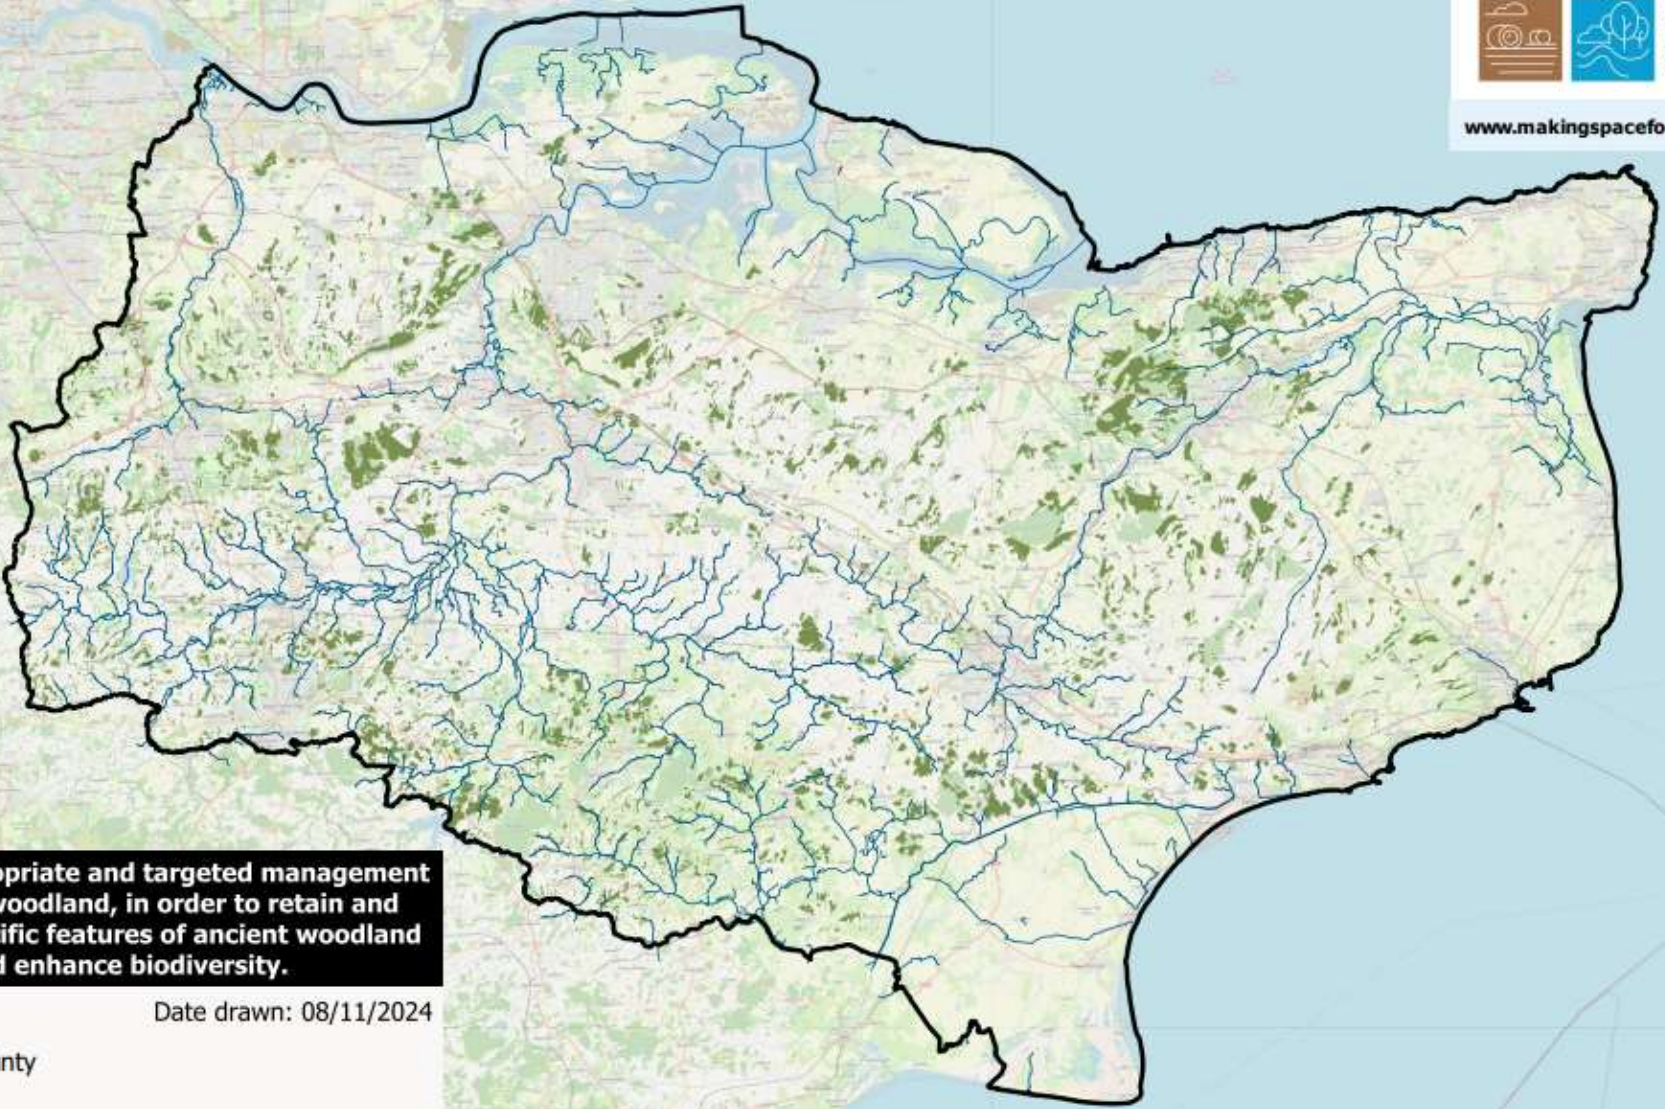 www.makingspacefo
opriate and targeted management
woodland, in order to retain and
ific features of ancient woodland
d enhance biodiversity.
Date drawn: 08/11/2024
nty